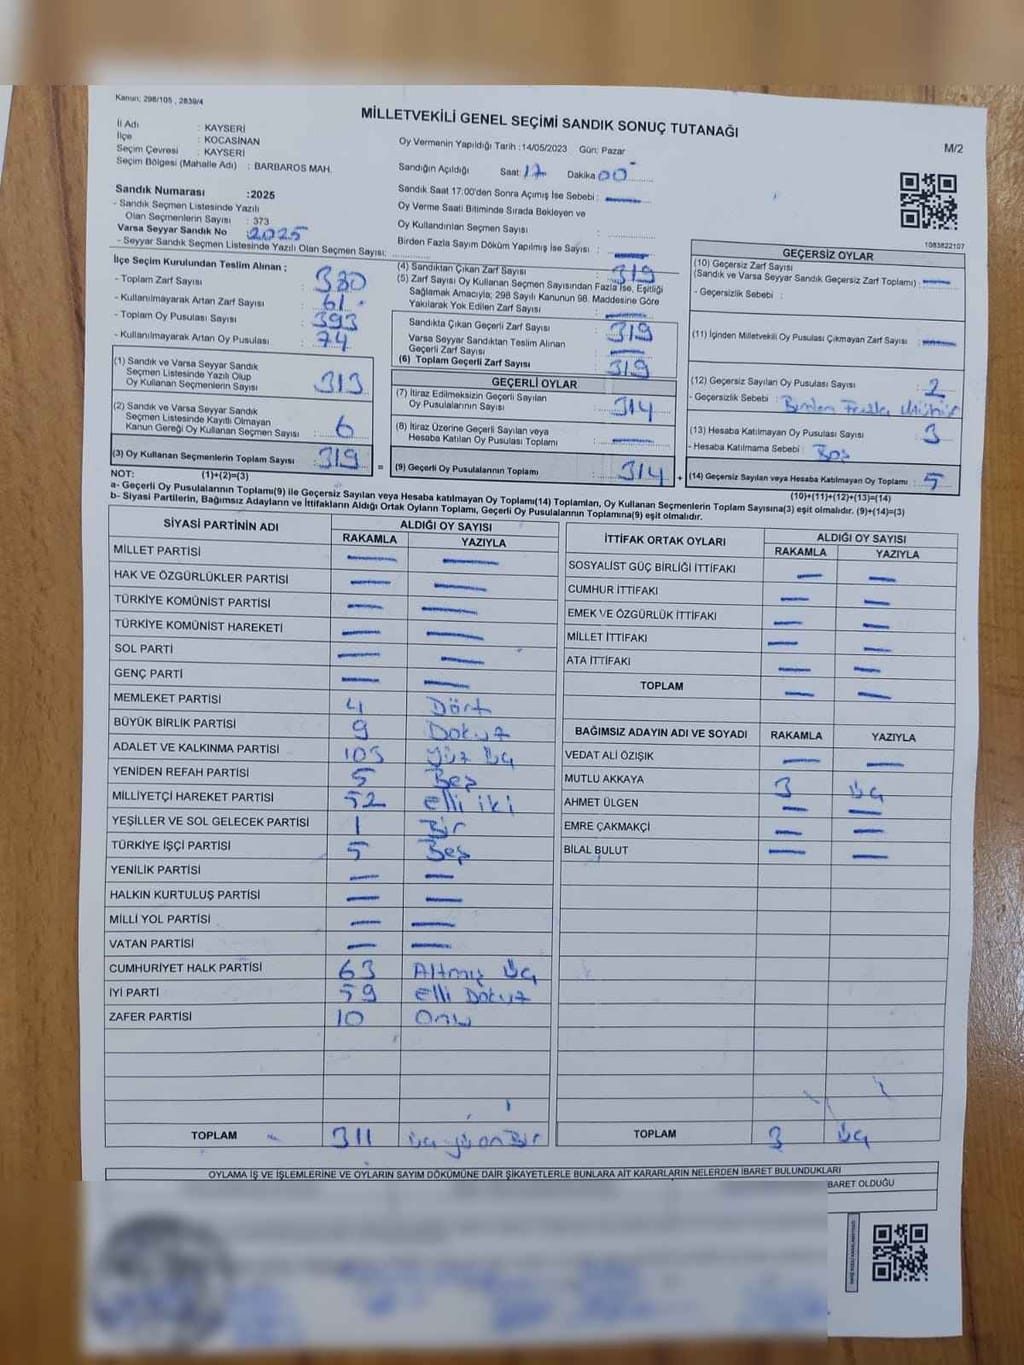 Kanun: 298/105 , 2839/4
MİLLETVEKİLİ GENEL SEÇİMİ SANDIK SONUÇ TUTANAĞI
M/2
İl Adı : KAYSERİ
İlçe : KOCASİNAN
Seçim Çevresi : KAYSERİ
Seçim Bölgesi (Mahalle Adı) : BARBAROS MAH.
Sandık Numarası :2025
- Sandık Seçmen Listesinde Yazılı
Olan Seçmenlerin Sayısı : 373
Varsa Seyyar Sandık No : 2025
- Seyyar Sandık Seçmen Listesinde Yazılı Olan Seçmen Sayısı:
Oy Vermenin Yapıldığı Tarih :14/05/2023 Gün: Pazar
Sandığın Açıldığı Saat: 17 Dakika 00
Sandık Saat 17:00'den Sonra Açımış İse Sebebi : —
Oy Verme Saati Bitiminde Sırada Bekleyen ve
Oy Kullandırılan Seçmen Sayısı :
Birden Fazla Sayım Döküm Yapılmış İse Sayısı : —
1083822107
İlçe Seçim Kurulundan Teslim Alınan ;
- Toplam Zarf Sayısı : 380
- Kullanılmayarak Artan Zarf Sayısı : 61
- Toplam Oy Pusulası Sayısı : 393
- Kullanılmayarak Artan Oy Pusulası : 74
(1) Sandık ve Varsa Seyyar Sandık
Seçmen Listesinde Yazılı Olup
Oy Kullanan Seçmenlerin Sayısı : 313
(2) Sandık ve Varsa Seyyar Sandık
Seçmen Listesinde Kayıtlı Olmayan
Kanun Gereği Oy Kullanan Seçmen Sayısı : 6
(3) Oy Kullanan Seçmenlerin Toplam Sayısı : 319 =
(1)+(2)=(3)
(4) Sandıktan Çıkan Zarf Sayısı : 319
(5) Zarf Sayısı Oy Kullanan Seçmen Sayısından Fazla İse, Eşitliği
Sağlamak Amacıyla; 298 Sayılı Kanunun 98. Maddesine Göre
Yakılarak Yok Edilen Zarf Sayısı : —
Sandıkta Çıkan Geçerli Zarf Sayısı : 319
Varsa Seyyar Sandıktan Teslim Alınan
Geçerli Zarf Sayısı : —
(6) Toplam Geçerli Zarf Sayısı : 319
GEÇERLİ OYLAR
(7) İtiraz Edilmeksizin Geçerli Sayılan
Oy Pusulalarının Sayısı : 314
(8) İtiraz Üzerine Geçerli Sayılan veya
Hesaba Katılan Oy Pusulası Toplamı : —
(9) Geçerli Oy Pusulalarının Toplamı : 314 +
GEÇERSİZ OYLAR
(10) Geçersiz Zarf Sayısı
(Sandık ve Varsa Seyyar Sandık Geçersiz Zarf Toplamı) : —
- Geçersizlik Sebebi :
(11) İçinden Milletvekili Oy Pusulası Çıkmayan Zarf Sayısı : —
(12) Geçersiz Sayılan Oy Pusulası Sayısı : 2
- Geçersizlik Sebebi : Birden Fazla Mühür
(13) Hesaba Katılmayan Oy Pusulası Sayısı : 3
- Hesaba Katılmama Sebebi : Boş
(14) Geçersiz Sayılan veya Hesaba Katılmayan Oy Toplamı : 5
(10)+(11)+(12)+(13)=(14)
NOT:
a- Geçerli Oy Pusulalarının Toplamı(9) ile Geçersiz Sayılan veya Hesaba katılmayan Oy Toplamı(14) Toplamları, Oy Kullanan Seçmenlerin Toplam Sayısına(3) eşit olmalıdır. (9)+(14)=(3)
b- Siyasi Partilerin, Bağımsız Adayların ve İttifakların Aldığı Ortak Oyların Toplamı, Geçerli Oy Pusulalarının Toplamına(9) eşit olmalıdır.
SİYASİ PARTİNİN ADI ALDIĞI OY SAYISI
RAKAMLA YAZIYLA
MİLLET PARTİSİ — —
HAK VE ÖZGÜRLÜKLER PARTİSİ — —
TÜRKİYE KOMÜNİST PARTİSİ — —
TÜRKİYE KOMÜNİST HAREKETİ — —
SOL PARTİ — —
GENÇ PARTİ — —
MEMLEKET PARTİSİ 4 Dört
BÜYÜK BİRLİK PARTİSİ 9 Dokuz
ADALET VE KALKINMA PARTİSİ 103 Yüz Üç
YENİDEN REFAH PARTİSİ 5 Beş
MİLLİYETÇİ HAREKET PARTİSİ 52 Elli iki
YEŞİLLER VE SOL GELECEK PARTİSİ 1 Bir
TÜRKİYE İŞÇİ PARTİSİ 5 Beş
YENİLİK PARTİSİ — —
HALKIN KURTULUŞ PARTİSİ — —
MİLLİ YOL PARTİSİ — —
VATAN PARTİSİ — —
CUMHURİYET HALK PARTİSİ 63 Altmış Üç
İYİ PARTİ 59 Elli Dokuz
ZAFER PARTİSİ 10 On
TOPLAM 311 üç yüz on Bir
İTTİFAK ORTAK OYLARI ALDIĞI OY SAYISI
RAKAMLA YAZIYLA
SOSYALİST GÜÇ BİRLİĞİ İTTİFAKI — —
CUMHUR İTTİFAKI — —
EMEK VE ÖZGÜRLÜK İTTİFAKI — —
MİLLET İTTİFAKI — —
ATA İTTİFAKI — —
TOPLAM — —
BAĞIMSIZ ADAYIN ADI VE SOYADI RAKAMLA YAZIYLA
VEDAT ALİ ÖZIŞIK — —
MUTLU AKKAYA 3 üç
AHMET ÜLGEN — —
EMRE ÇAKMAKÇİ — —
BİLAL BULUT — —
TOPLAM 3 üç
OYLAMA İŞ VE İŞLEMLERİNE VE OYLARIN SAYIM DÖKÜMÜNE DAİR ŞİKAYETLERLE BUNLARA AİT KARARLARIN NELERDEN İBARET BULUNDUKLARI
BARET OLDUĞU